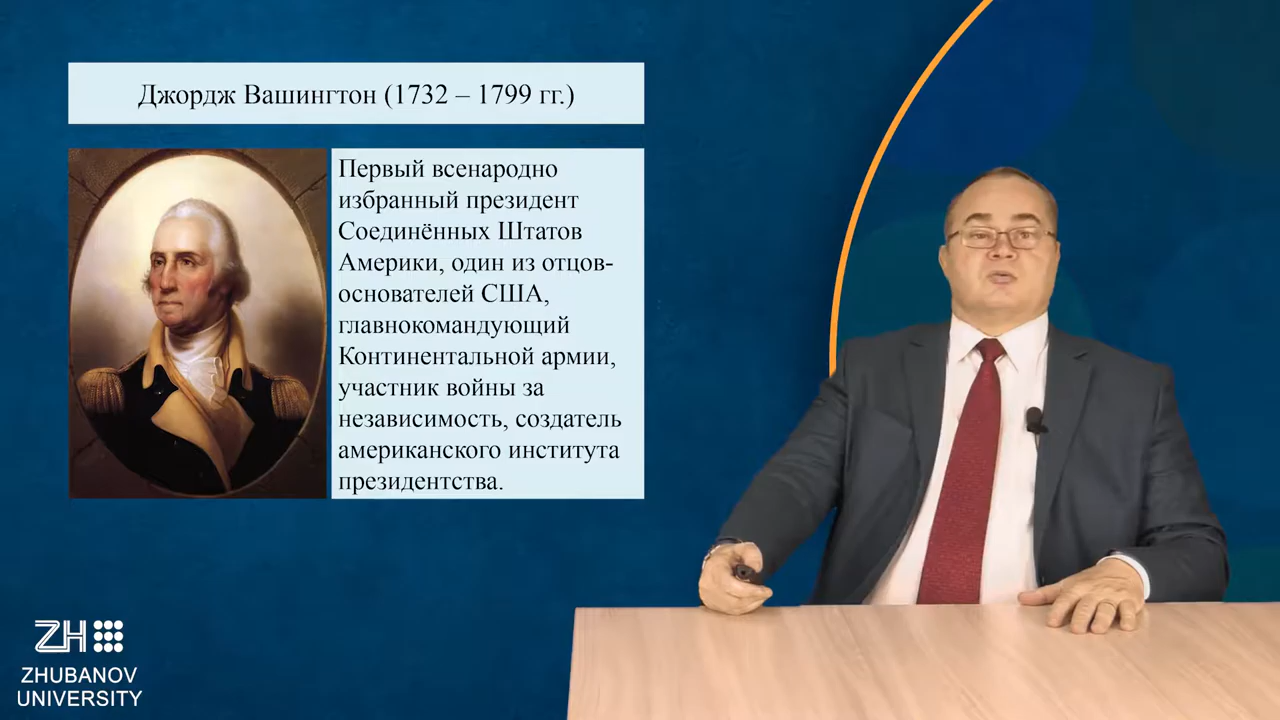 Джордж Вашингтон (1732 – 1799 гг.)
Первый всенародно
избранный президент
Соединённых Штатов
Америки, один из отцов-
основателей США,
главнокомандующий
Континентальной армии,
участник войны за
независимость, создатель
американского института
президентства.
ZH
ZHUBANOV
UNIVERSITY